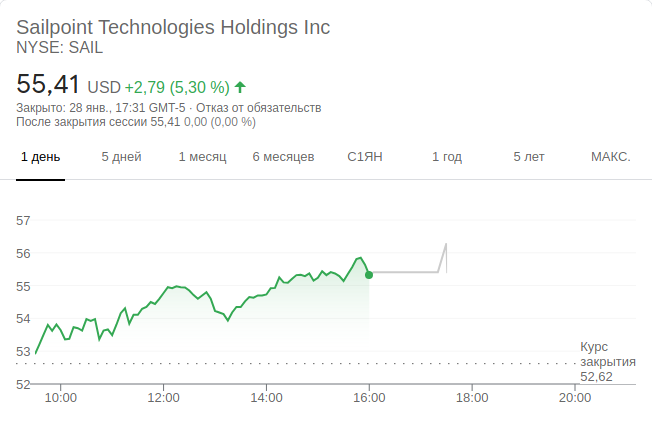 Sailpoint Technologies Holdings Inc
NYSE: SAIL
55,41 USD +2,79 (5,30 %)
Закрыто: 28 янв., 17:31 GMT-5 · Отказ от обязательств
После закрытия сессии 55,41 0,00 (0,00 %)
1 день 5 дней 1 месяц 6 месяцев С1ЯН 1 год 5 лет МАКС.
57
56
55
54
53
Курс
закрытия
52,62
52
10:00 12:00 14:00 16:00 18:00 20:00